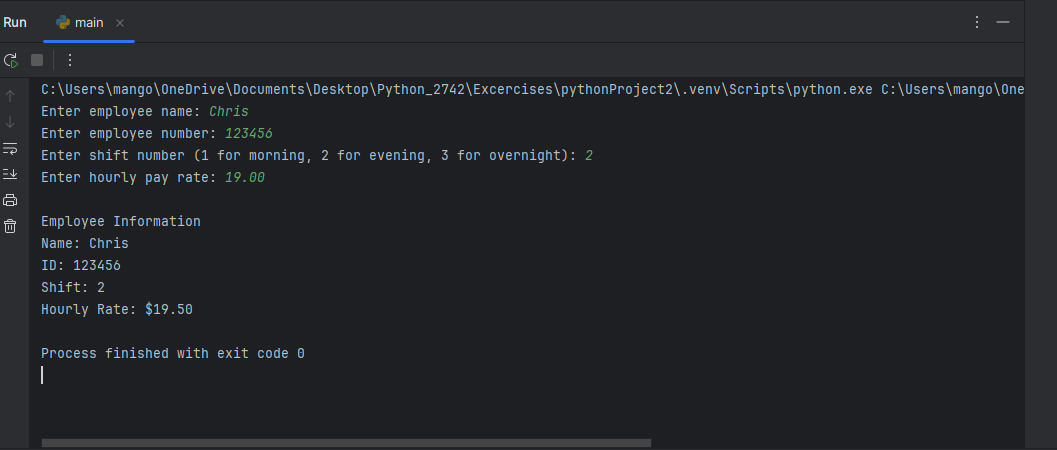 Run main
C:\Users\mango\OneDrive\Documents\Desktop\Python_2742\Excercises\pythonProject2\.venv\Scripts\python.exe C:\Users\mango\One
Enter employee name: Chris
Enter employee number: 123456
Enter shift number (1 for morning, 2 for evening, 3 for overnight): 2
Enter hourly pay rate: 19.00
Employee Information
Name: Chris
ID: 123456
Shift: 2
Hourly Rate: $19.50
Process finished with exit code 0